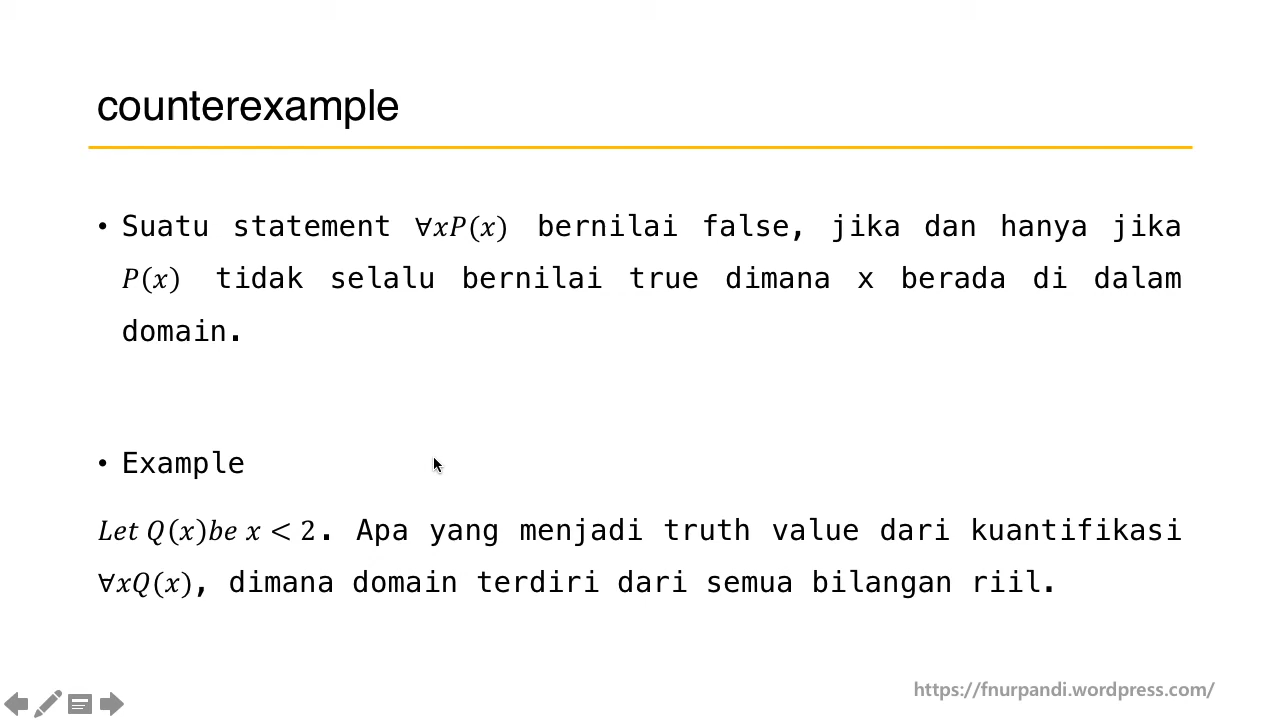 counterexample
• Suatu statement ∀xP(x) bernilai false, jika dan hanya jika
P(x) tidak selalu bernilai true dimana x berada di dalam
domain.
• Example
Let Q(x)be x < 2. Apa yang menjadi truth value dari kuantifikasi
∀xQ(x), dimana domain terdiri dari semua bilangan riil.
https://fnurpandi.wordpress.com/